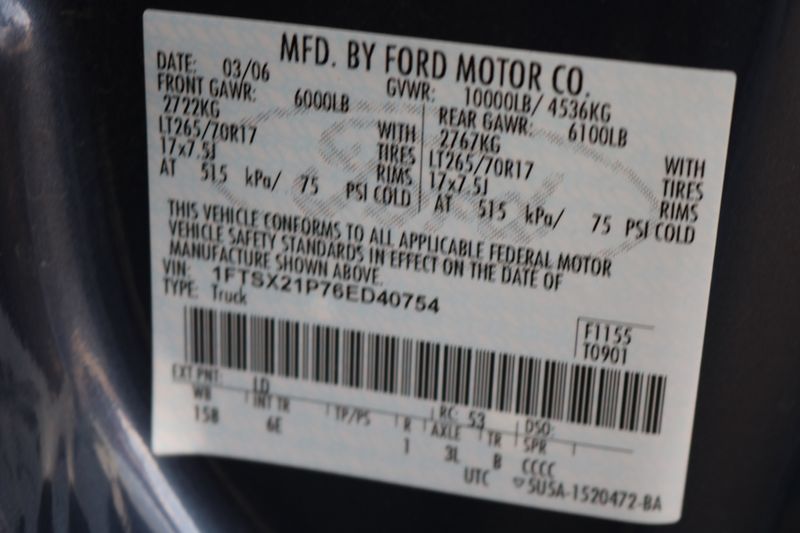 MFD. BY FORD MOTOR CO.
DATE: 03/06 GVWR: 10000LB/ 4536KG
FRONT GAWR: 6000LB REAR GAWR: 6100LB
2722KG WITH 2767KG WITH
LT265/70R17 TIRES LT265/70R17 TIRES
17x7.5J RIMS 17x7.5J RIMS
AT 515 kPa/ 75 PSI COLD AT 515 kPa/ 75 PSI COLD
THIS VEHICLE CONFORMS TO ALL APPLICABLE FEDERAL MOTOR
VEHICLE SAFETY STANDARDS IN EFFECT ON THE DATE OF
MANUFACTURE SHOWN ABOVE.
VIN: 1FTSX21P76ED40754
TYPE: Truck
F1155
T0901
EXT PNT: LD RC: 53 DSO:
WB INT TR TP/PS R AXLE TR SPR
158 6E 1 3L B CCCC
UTC 5U5A-1520472-BA